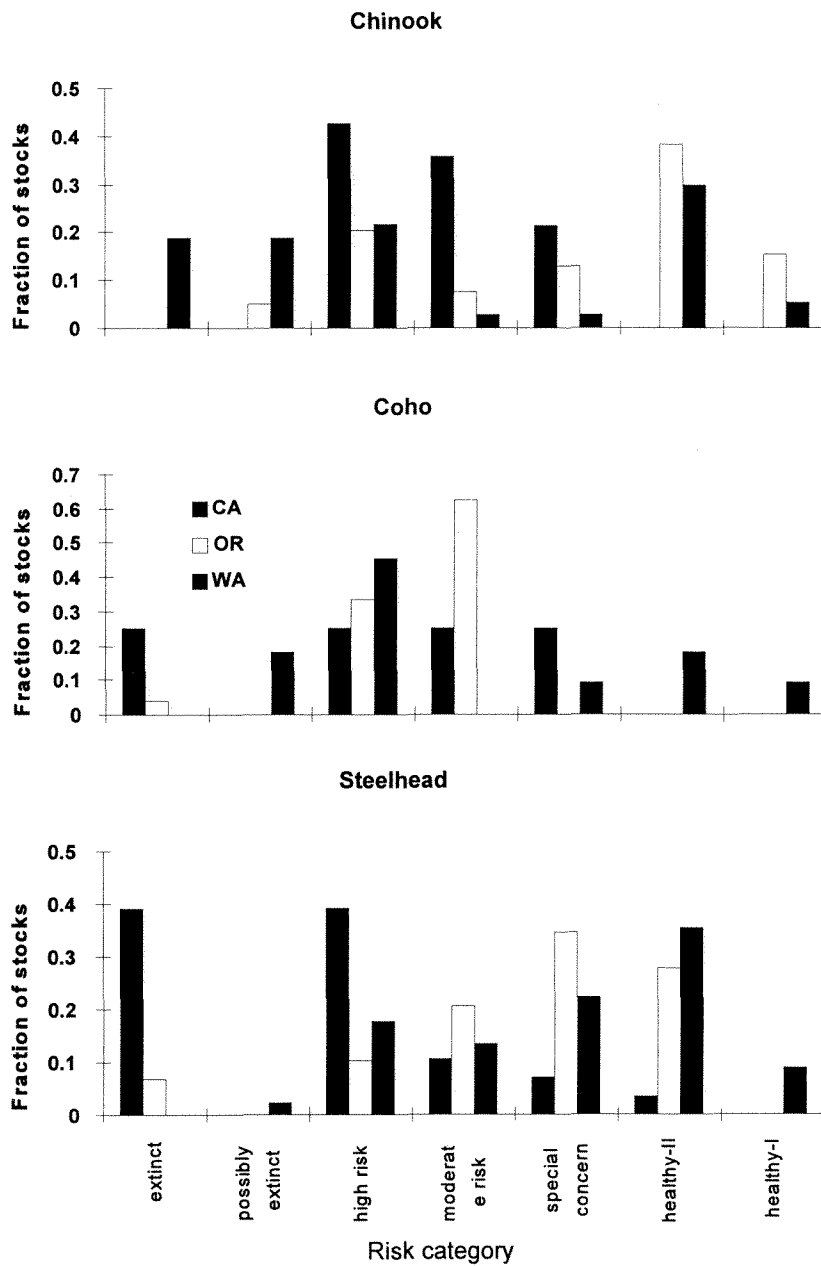 Chinook
0.5
0.4
0.3
0.2
0.1
0
Fraction of stocks
Coho
0.7
0.6
0.5
0.4
0.3
0.2
0.1
0
Fraction of stocks
CA
OR
WA
Steelhead
0.5
0.4
0.3
0.2
0.1
0
Fraction of stocks
extinct
possibly
extinct
high risk
moderat
e risk
special
concern
healthy-II
healthy-I
Risk category